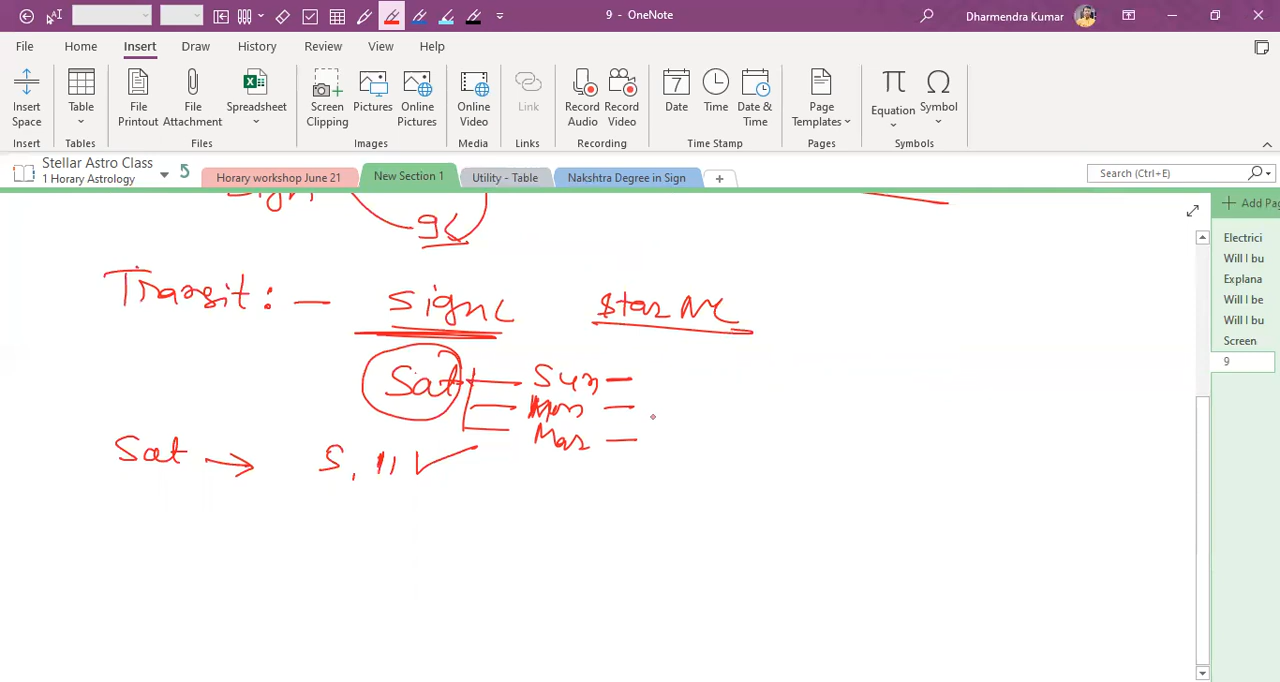 9 - OneNote
Dharmendra Kumar
File Home Insert Draw History Review View Help
Insert Space
Table
File Printout
File Attachment
Spreadsheet
Screen Clipping
Pictures
Online Pictures
Online Video
Link
Record Audio
Record Video
Date
Time
Date & Time
Page Templates
Equation
Symbol
Insert
Files
Images
Media
Links
Recording
Time Stamp
Pages
Symbols
Stellar Astro Class
1 Horary Astrology
Horary workshop June 21
New Section 1
Utility - Table
Nakshtra Degree in Sign
Search (Ctrl+E)
Add Pag
Electrici
Will I bu
Explana
Will I be
Will I bu
Screen
9
Sign,
Transit : — Sign Star
Sat — Sun —
Mon —
Mar —
Sat → 5, 11 ✓